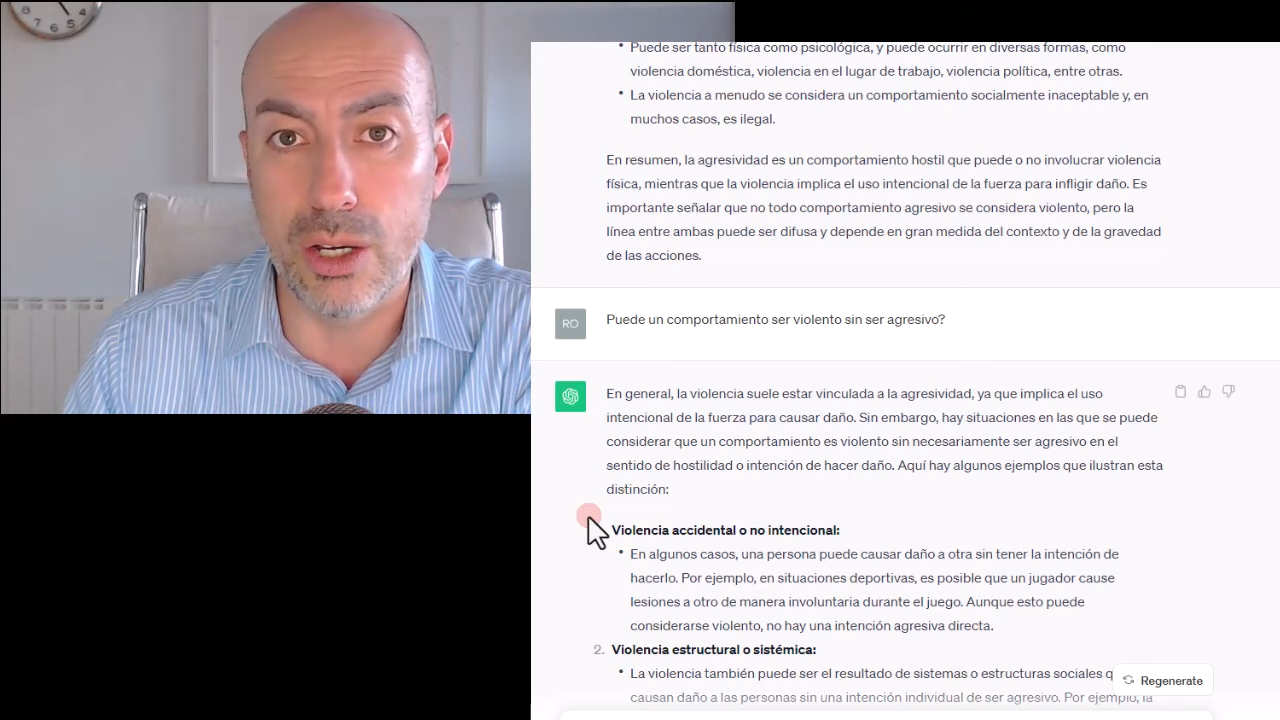 Puede ser tanto física como psicológica, y puede ocurrir en diversas formas, como
violencia doméstica, violencia en el lugar de trabajo, violencia política, entre otras.
La violencia a menudo se considera un comportamiento socialmente inaceptable y, en
muchos casos, es ilegal.
En resumen, la agresividad es un comportamiento hostil que puede o no involucrar violencia
física, mientras que la violencia implica el uso intencional de la fuerza para infligir daño. Es
importante señalar que no todo comportamiento agresivo se considera violento, pero la
línea entre ambas puede ser difusa y depende en gran medida del contexto y de la gravedad
de las acciones.
RO
Puede un comportamiento ser violento sin ser agresivo?
En general, la violencia suele estar vinculada a la agresividad, ya que implica el uso
intencional de la fuerza para causar daño. Sin embargo, hay situaciones en las que se puede
considerar que un comportamiento es violento sin necesariamente ser agresivo en el
sentido de hostilidad o intención de hacer daño. Aquí hay algunos ejemplos que ilustran esta
distinción:
Violencia accidental o no intencional:
En algunos casos, una persona puede causar daño a otra sin tener la intención de
hacerlo. Por ejemplo, en situaciones deportivas, es posible que un jugador cause
lesiones a otro de manera involuntaria durante el juego. Aunque esto puede
considerarse violento, no hay una intención agresiva directa.
2. Violencia estructural o sistémica:
La violencia también puede ser el resultado de sistemas o estructuras sociales
causan daño a las personas sin una intención individual de ser agresivo. Por ejemplo, la
Regenerate